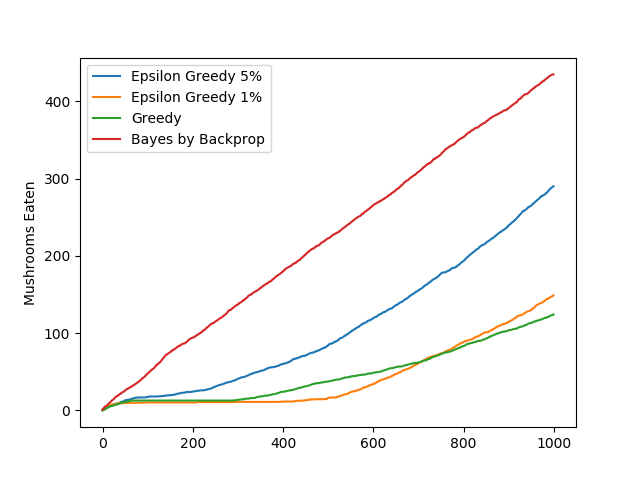 Epsilon Greedy 5%
Epsilon Greedy 1%
Greedy
Bayes by Backprop
Mushrooms Eaten
400
300
200
100
0
0 200 400 600 800 1000